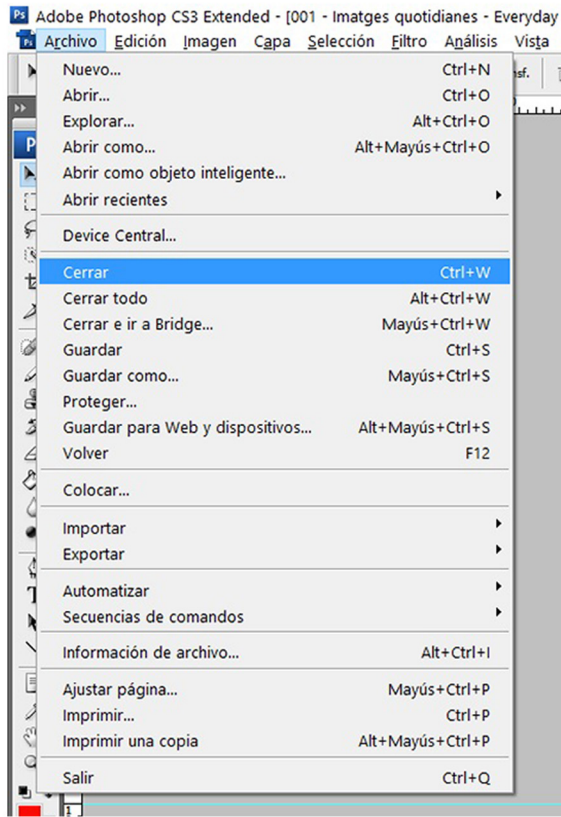 Ps Adobe Photoshop CS3 Extended - [001 - Imatges quotidianes - Everyday
Ps Archivo Edición Imagen Capa Selección Filtro Análisis Vista
Nuevo... Ctrl+N
Abrir... Ctrl+O
Explorar... Alt+Ctrl+O
Abrir como... Alt+Mayús+Ctrl+O
Abrir como objeto inteligente...
Abrir recientes
Device Central...
Cerrar Ctrl+W
Cerrar todo Alt+Ctrl+W
Cerrar e ir a Bridge... Mayús+Ctrl+W
Guardar Ctrl+S
Guardar como... Mayús+Ctrl+S
Proteger...
Guardar para Web y dispositivos... Alt+Mayús+Ctrl+S
Volver F12
Colocar...
Importar
Exportar
Automatizar
Secuencias de comandos
Información de archivo... Alt+Ctrl+I
Ajustar página... Mayús+Ctrl+P
Imprimir... Ctrl+P
Imprimir una copia Alt+Mayús+Ctrl+P
Salir Ctrl+Q
1